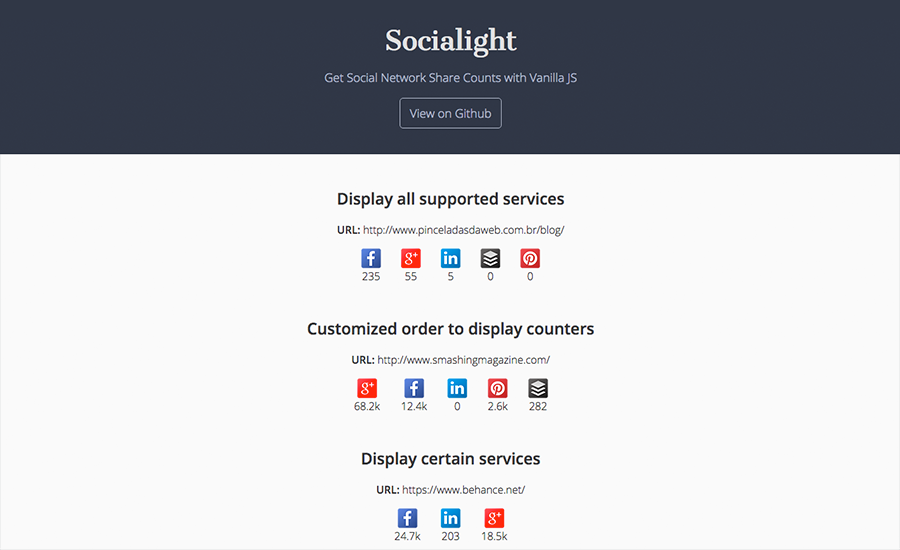 Socialight
Get Social Network Share Counts with Vanilla JS
View on Github
Display all supported services
URL: http://www.pinceladasdaweb.com.br/blog/
f g+ in
235 55 5 0 0
Customized order to display counters
URL: http://www.smashingmagazine.com/
g+ f in
68.2k 12.4k 0 2.6k 282
Display certain services
URL: https://www.behance.net/
f in g+
24.7k 203 18.5k